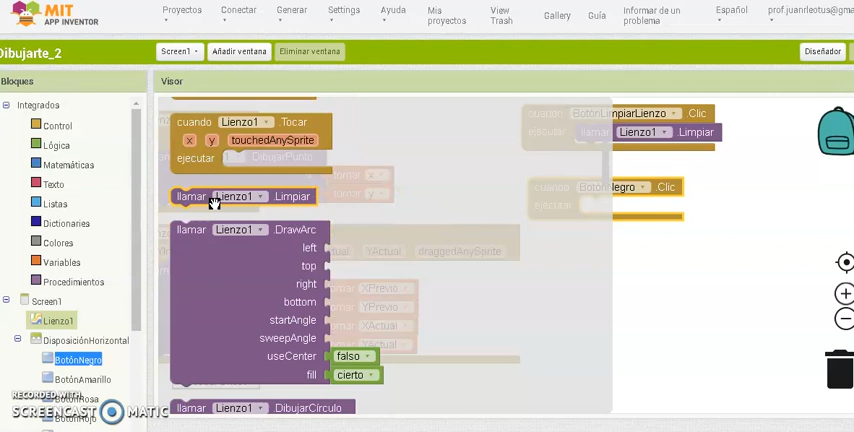 MIT
APP INVENTOR
Proyectos
Conectar
Generar
Settings
Ayuda
Mis proyectos
View Trash
Gallery
Guía
Informar de un problema
Español
prof.juanrleotus@gma
Dibujarte_2
Screen1
Añadir ventana
Eliminar ventana
Diseñador
Bloques
Visor
Integrados
Control
Lógica
Matemáticas
Texto
Listas
Dictionaries
Colores
Variables
Procedimientos
Screen1
Lienzo1
DisposiciónHorizontal
BotónNegro
BotónAmarillo
BotónRosa
BotónRojo
RECORDED WITH
SCREENCAST MATIC
cuando Lienzo1 .Tocar
x y touchedAnySprite
ejecutar
DibujarPunto
tomar x
tomar y
llamar Lienzo1 .Limpiar
llamar Lienzo1 .DrawArc
left
top
right
bottom
startAngle
sweepAngle
useCenter falso
fill cierto
llamar Lienzo1 .DibujarCírculo
YActual draggedAnySprite
XPrevio
YPrevio
XActual
YActual
cuando BotónLimpiarLienzo .Clic
ejecutar llamar Lienzo1 .Limpiar
cuando BotónNegro .Clic
ejecutar